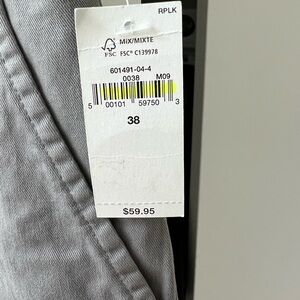 RPLK
MIX/MIXTE
FSC FSC® C139978
601491-04-4
0038 M09
5 00101 59750 3
38
$59.95